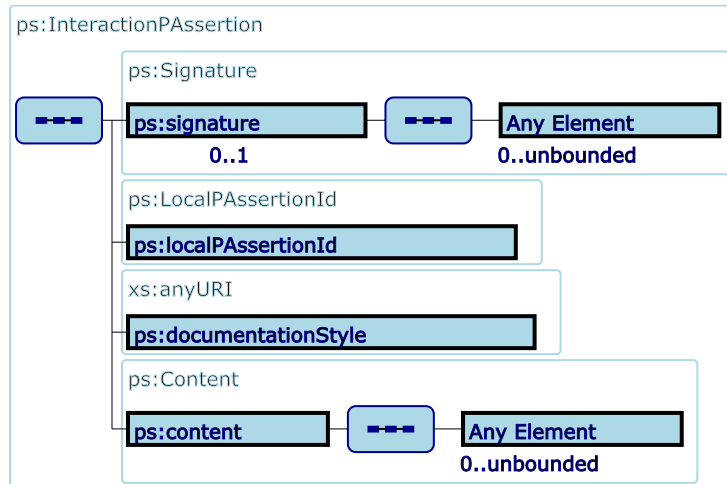 ps:InteractionPAssertion
ps:Signature
ps:signature
Any Element
0..1
0..unbounded
ps:LocalPAssertionId
ps:localPAssertionId
xs:anyURI
ps:documentationStyle
ps:Content
ps:content
Any Element
0..unbounded